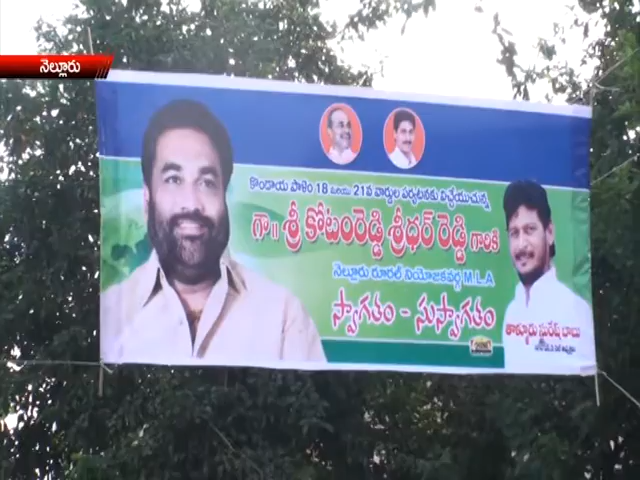 నెల్లూరు
కొండాయ పాళెం 18 మరియు 21వ వార్డుల పర్యటనకు విచ్చేయుచున్న
గౌ॥ శ్రీ కోటంరెడ్డి శ్రీధర్ రెడ్డి గారికి
నెల్లూరు రూరల్ నియోజకవర్గ M.L.A
స్వాగతం - సుస్వాగతం
తాళ్ళూరు సురేష్ బాబు